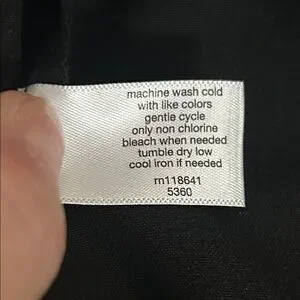 machine wash cold
with like colors
gentle cycle
only non chlorine
bleach when needed
tumble dry low
cool iron if needed
rn118641
5360